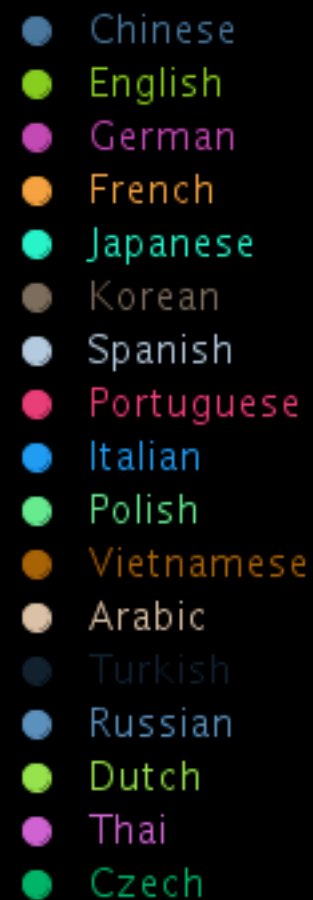 Chinese
English
German
French
Japanese
Korean
Spanish
Portuguese
Italian
Polish
Vietnamese
Arabic
Turkish
Russian
Dutch
Thai
Czech